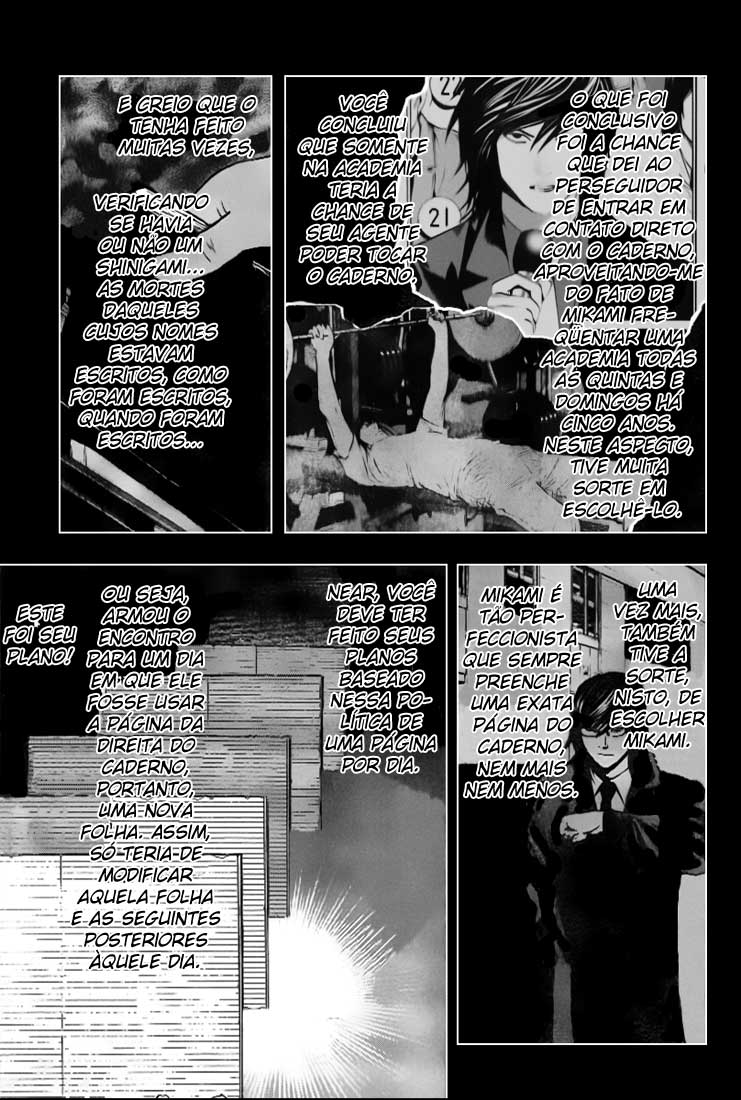 O QUE FOI
CONCLUSIVO
FOI A CHANCE
QUE DEI AO
PERSEGUIDOR
DE ENTRAR EM
CONTATO DIRETO
COM O CADERNO,
APROVEITANDO-ME
DO FATO DE
MIKAMI FRE-
QÜENTAR UMA
ACADEMIA TODAS
AS QUINTAS E
DOMINGOS HÁ
CINCO ANOS.
NESTE ASPECTO,
TIVE MUITA
SORTE EM
ESCOLHÊ-LO.
22
21
VOCÊ
CONCLUIU
QUE SOMENTE
NA ACADEMIA
TERIA A
CHANCE DE
SEU AGENTE
PODER TOCAR
O CADERNO,
E CREIO QUE O
TENHA FEITO
MUITAS VEZES,
VERIFICANDO
SE HAVIA
OU NÃO UM
SHINIGAMI...
AS MORTES
DAQUELES
CUJOS NOMES
ESTAVAM
ESCRITOS, COMO
FORAM ESCRITOS,
QUANDO FORAM
ESCRITOS...
UMA
VEZ MAIS,
TAMBÉM
TIVE A
SORTE,
NISTO, DE
ESCOLHER
MIKAMI.
MIKAMI É
TÃO PER-
FECCIONISTA
QUE SEMPRE
PREENCHE
UMA EXATA
PÁGINA DO
CADERNO,
NEM MAIS
NEM MENOS.
NEAR, VOCÊ
DEVE TER
FEITO SEUS
PLANOS
BASEADO
NESSA PO-
LÍTICA DE
UMA PÁGINA
POR DIA.
OU SEJA,
ARMOU O
ENCONTRO
PARA UM DIA
EM QUE ELE
FOSSE USAR
A PÁGINA DA
DIREITA DO
CADERNO,
PORTANTO,
UMA NOVA
FOLHA. ASSIM,
SÓ TERIA DE
MODIFICAR
AQUELA FOLHA
E AS SEGUINTES
POSTERIORES
ÀQUELE DIA.
ESTE
FOI SEU
PLANO!